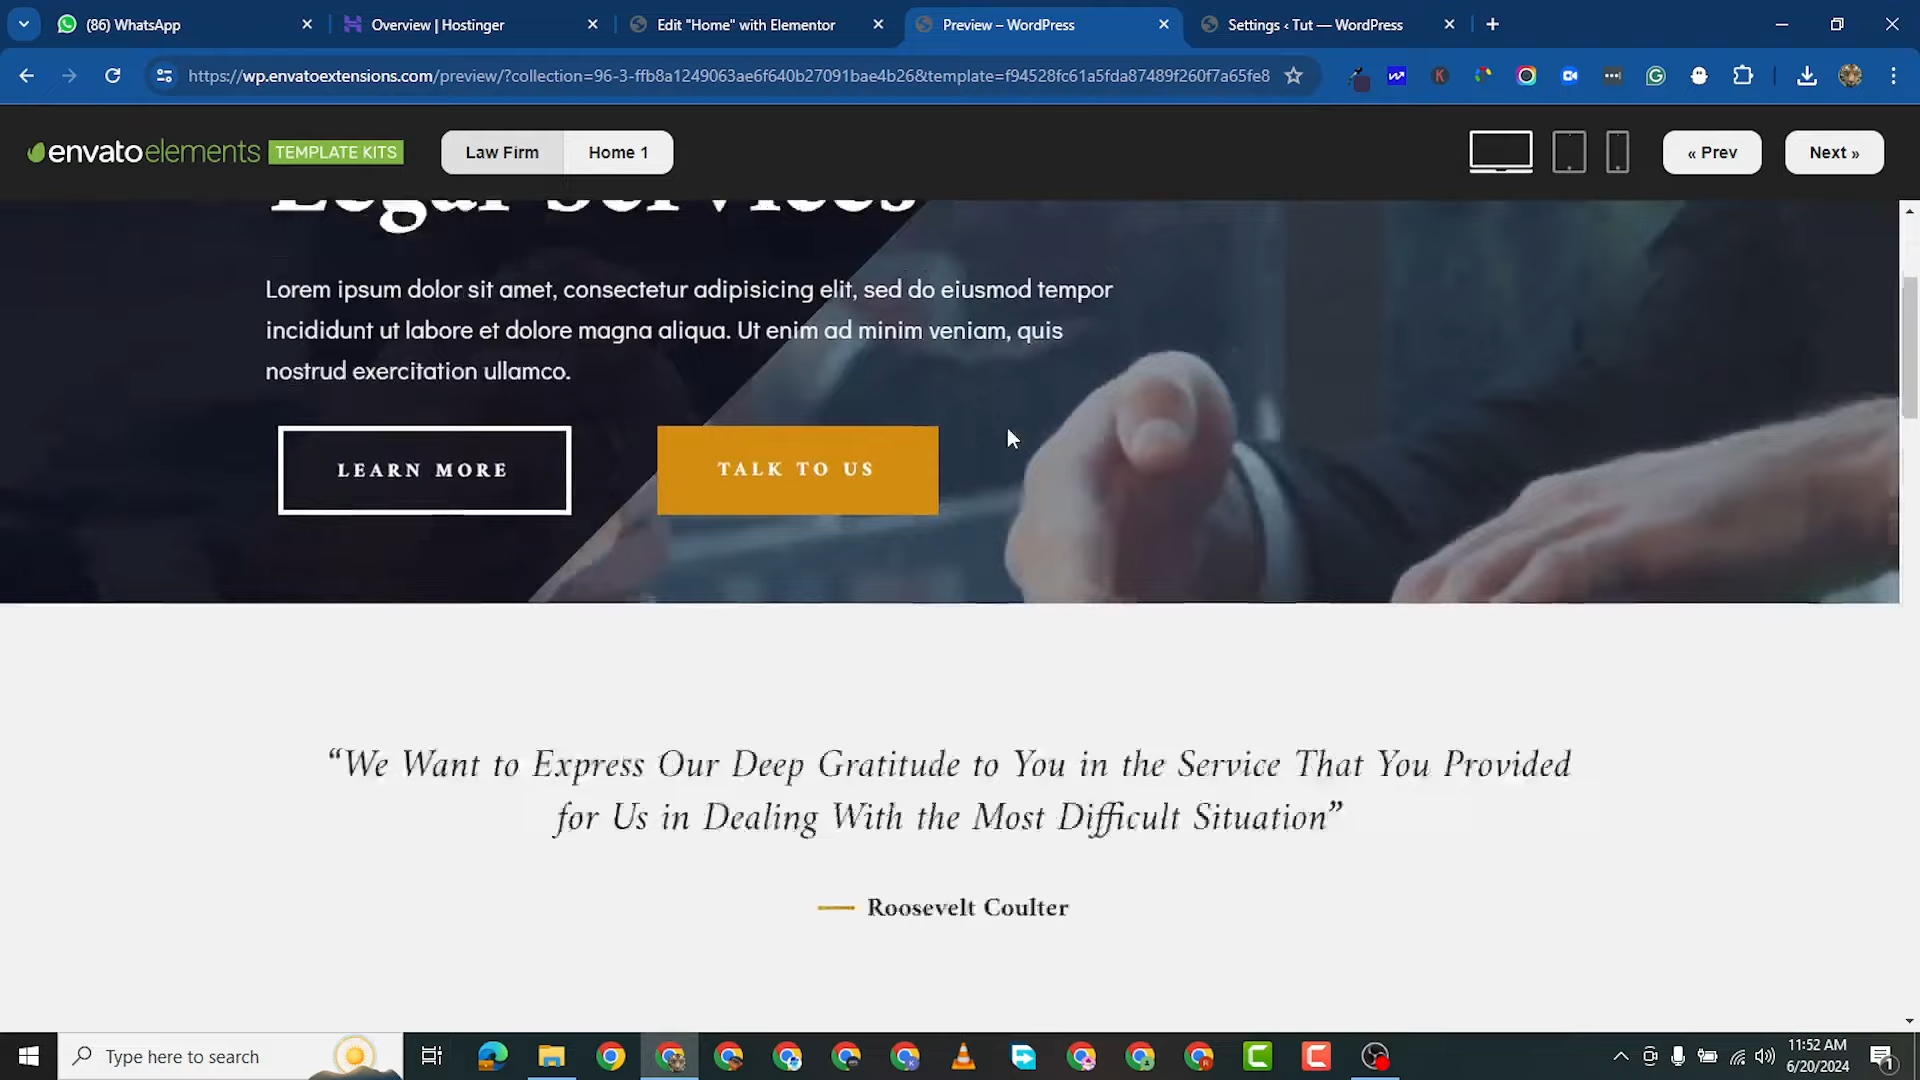 (86) WhatsApp
Overview | Hostinger
Edit "Home" with Elementor
Preview – WordPress
Settings ‹ Tut — WordPress
https://wp.envatoextensions.com/preview/?collection=96-3-ffb8a1249063ae6f640b27091bae4b26&template=f94528fc61a5fda87489f260f7a65fe8
envatoelements TEMPLATE KITS
Law Firm
Home 1
« Prev
Next »
Legal Services
Lorem ipsum dolor sit amet, consectetur adipisicing elit, sed do eiusmod tempor
incididunt ut labore et dolore magna aliqua. Ut enim ad minim veniam, quis
nostrud exercitation ullamco.
LEARN MORE
TALK TO US
“We Want to Express Our Deep Gratitude to You in the Service That You Provided
for Us in Dealing With the Most Difficult Situation”
Roosevelt Coulter
Type here to search
11:52 AM
6/20/2024
1